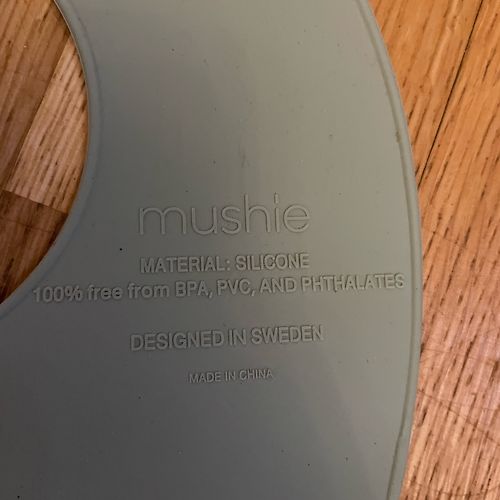 mushie
MATERIAL: SILICONE
100% free from BPA, PVC, AND PHTHALATES
DESIGNED IN SWEDEN
MADE IN CHINA